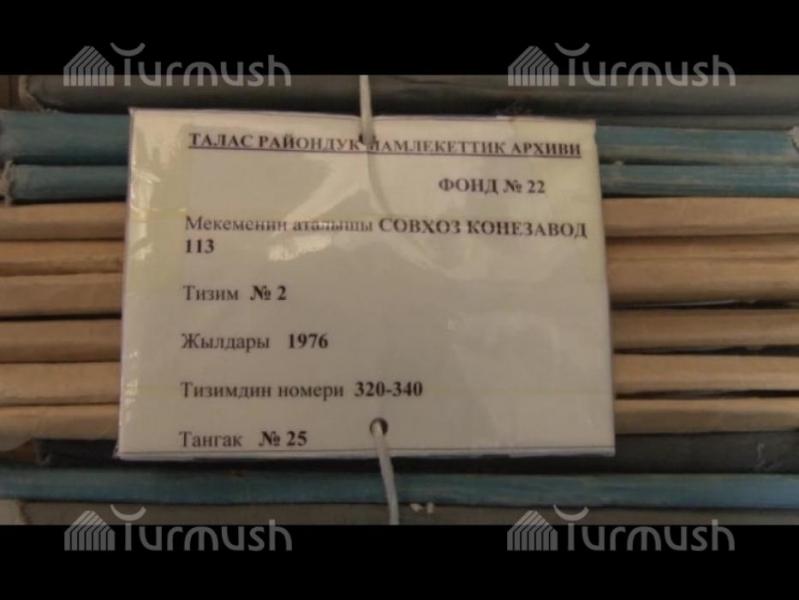 Turmush Turmush
ТАЛАС РАЙОНДУК МАМЛЕКЕТТИК АРХИВИ
ФОНД № 22
Мекеменин аталышы СОВХОЗ КОНЕЗАВОД
113
Тизим № 2
Жылдары 1976
Тизимдин номери 320-340
Тангак № 25
Turmush Turmush